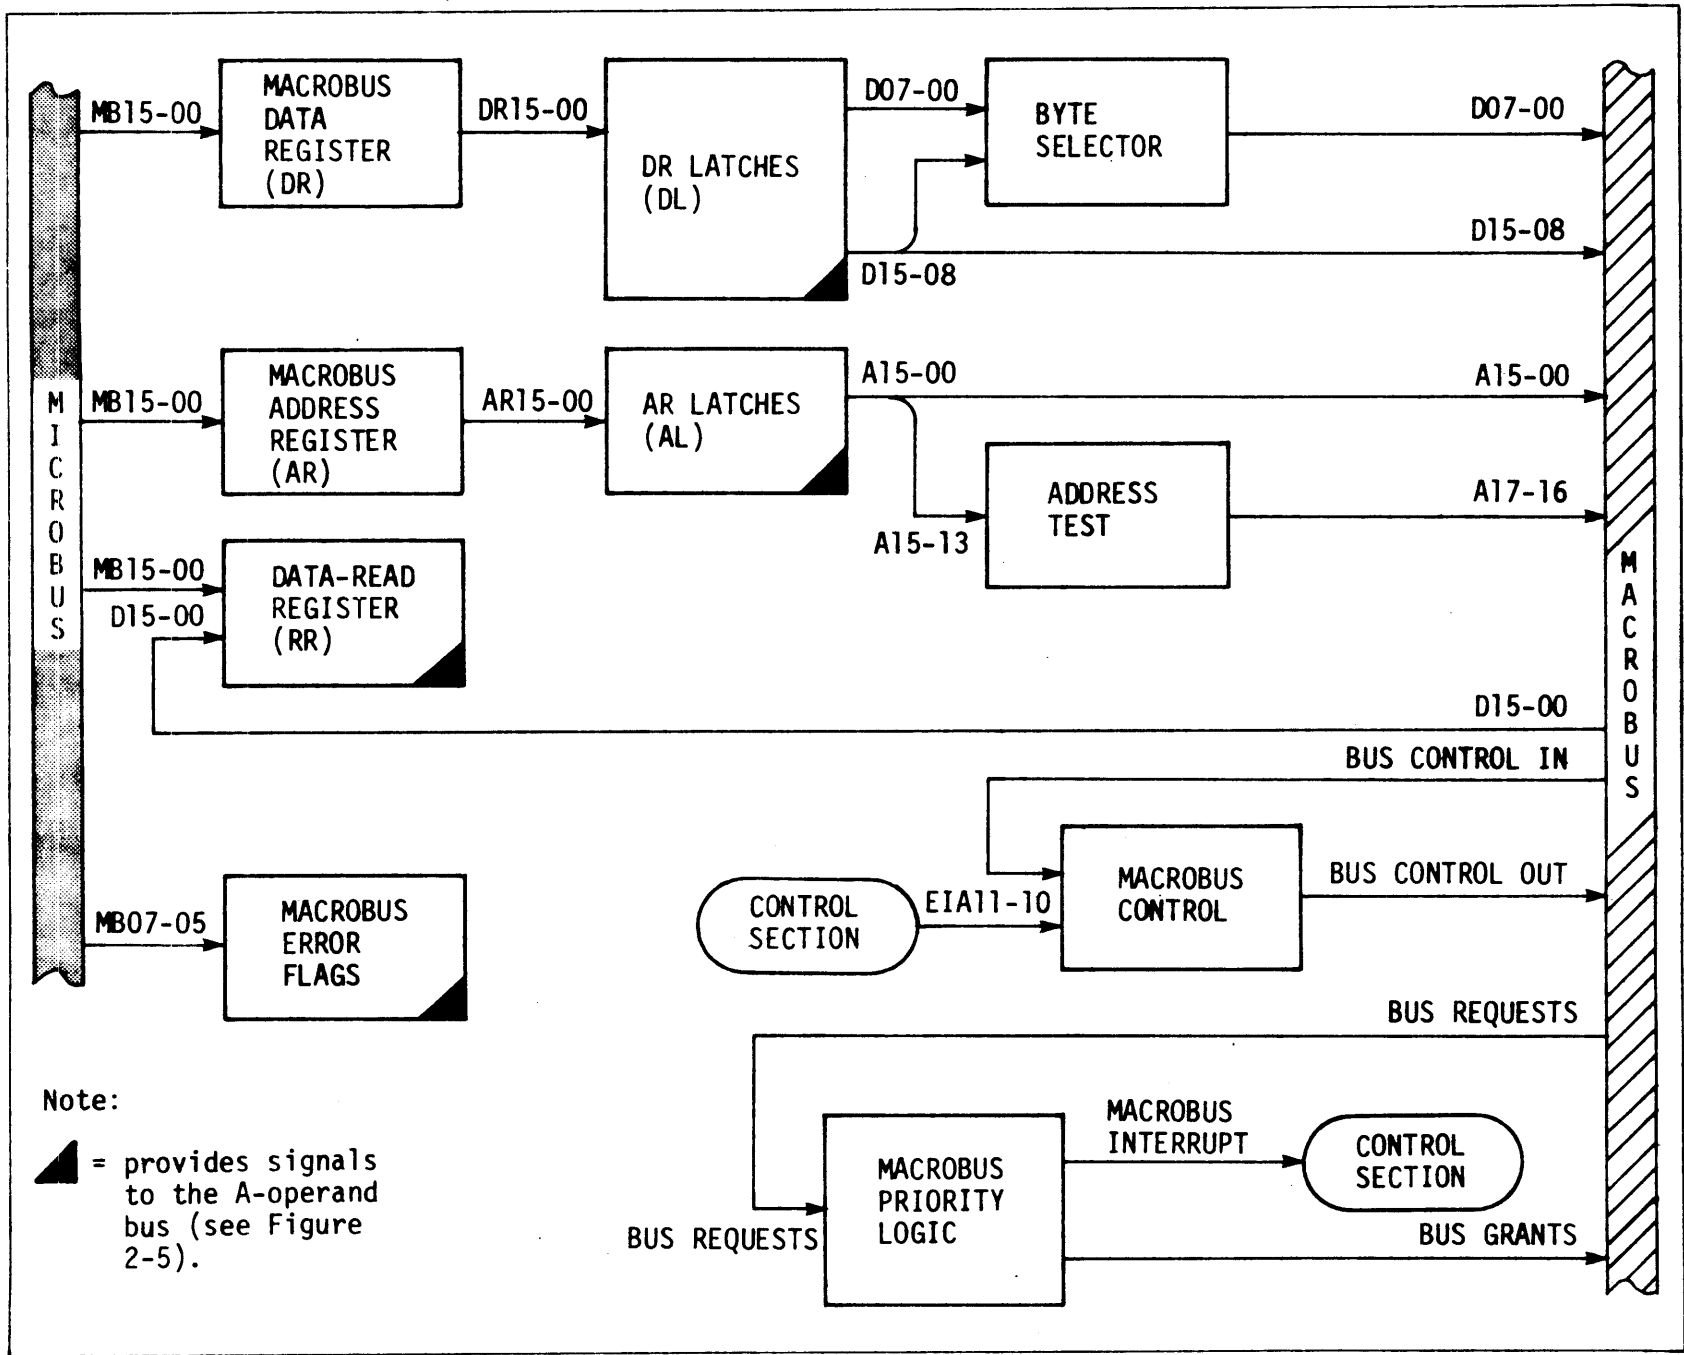 MICROBUS
MB15-00
MACROBUS
DATA
REGISTER
(DR)
DR15-00
DR LATCHES
(DL)
D07-00
D15-08
BYTE
SELECTOR
D07-00
D15-08
MB15-00
MACROBUS
ADDRESS
REGISTER
(AR)
AR15-00
AR LATCHES
(AL)
A15-00
A15-13
ADDRESS
TEST
A15-00
A17-16
MB15-00
D15-00
DATA-READ
REGISTER
(RR)
D15-00
MACROBUS
BUS CONTROL IN
CONTROL
SECTION
EIA11-10
MACROBUS
CONTROL
BUS CONTROL OUT
MB07-05
MACROBUS
ERROR
FLAGS
BUS REQUESTS
BUS REQUESTS
MACROBUS
PRIORITY
LOGIC
MACROBUS
INTERRUPT
CONTROL
SECTION
BUS GRANTS
Note:
= provides signals
to the A-operand
bus (see Figure
2-5).